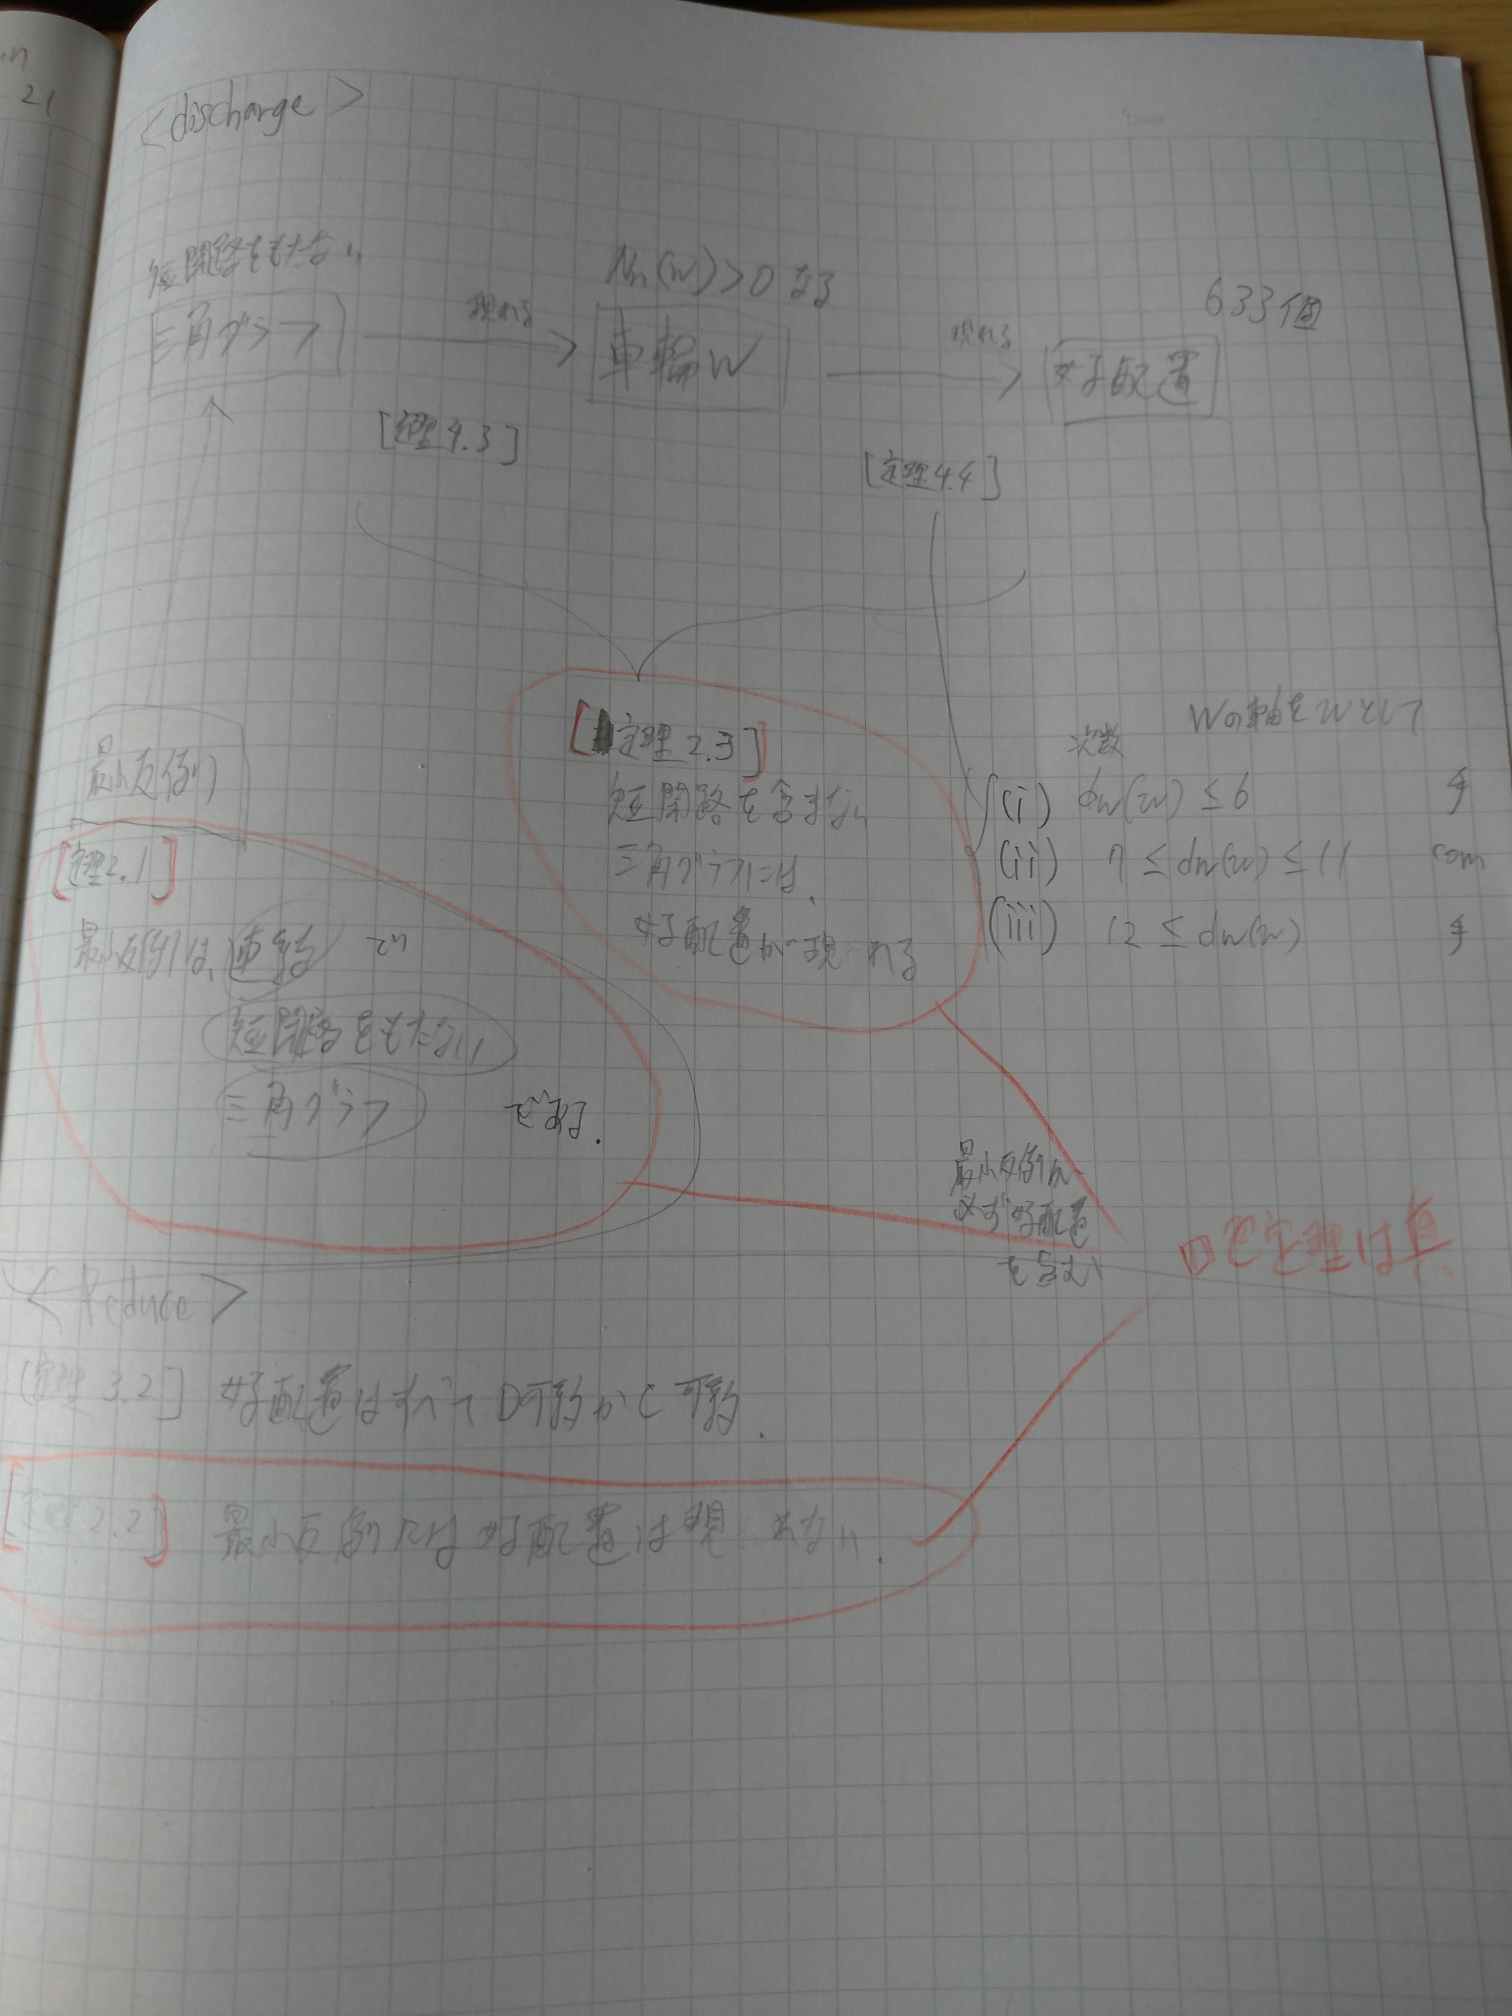 <discharge>
短閉路をもたない
三角グラフ
現れる
[定理4.3]
N_n(w)>0 なる
車輪W
現れる
[定理4.4]
633個
好配置
最小反例
[定理2.1]
最小反例は、連結 で
短閉路をもたない
三角グラフ
である.
[定理2.3]
短閉路を含まない
三角グラフには、
好配置が現れる
Wの軸をwとして
次数
(i) d_w(w) ≤ 6 手
(ii) 7 ≤ d_w(w) ≤ 11 com
(iii) 12 ≤ d_w(w) 手
最小反例が
必ず好配置
を含む
四色定理は真
<Reduce>
[定理 3.2] 好配置はすべてD可約かC可約.
[定理2.2] 最小反例には好配置は現れない.